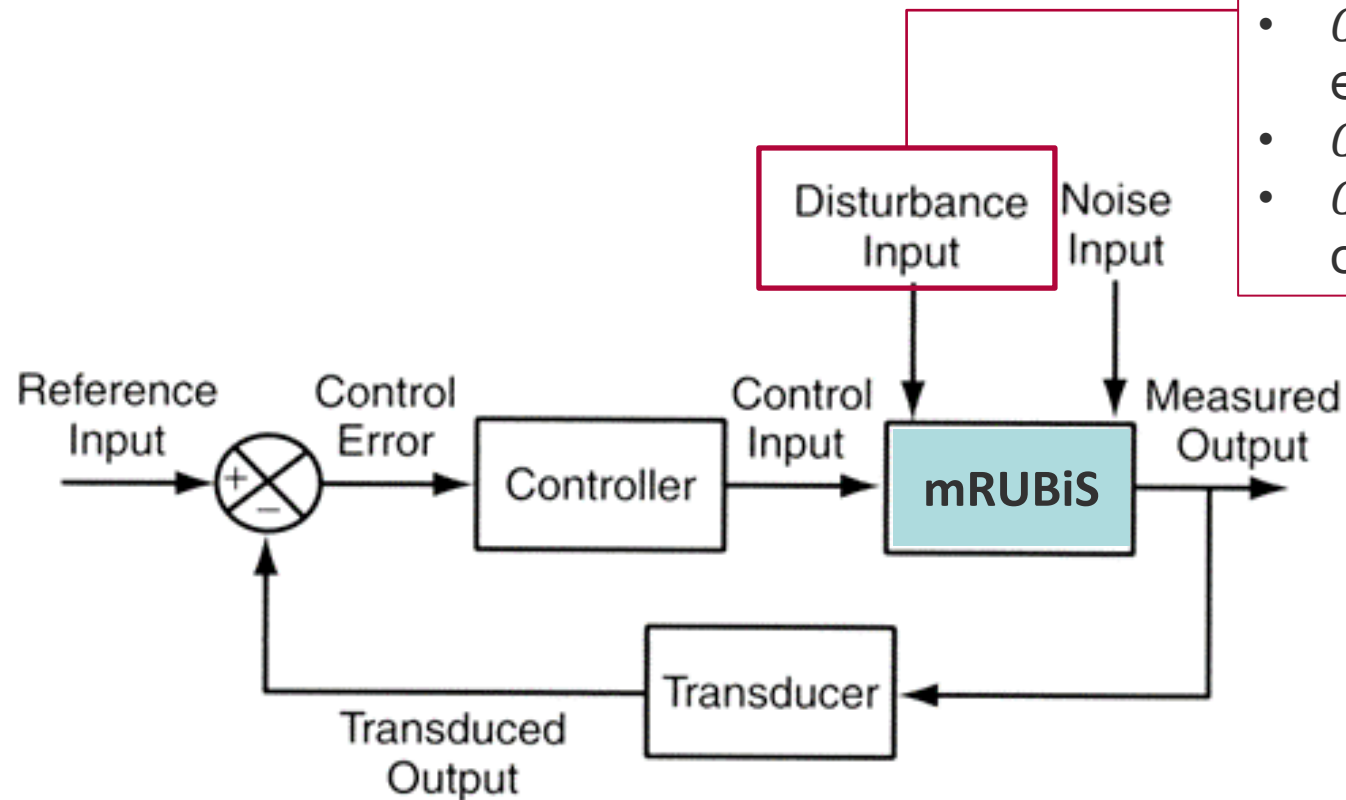 •
•
•
Disturbance
Input
Noise
Input
Reference
Input
Control
Error
Control
Input
Measured
Output
+
−
Controller
mRUBiS
Transducer
Transduced
Output